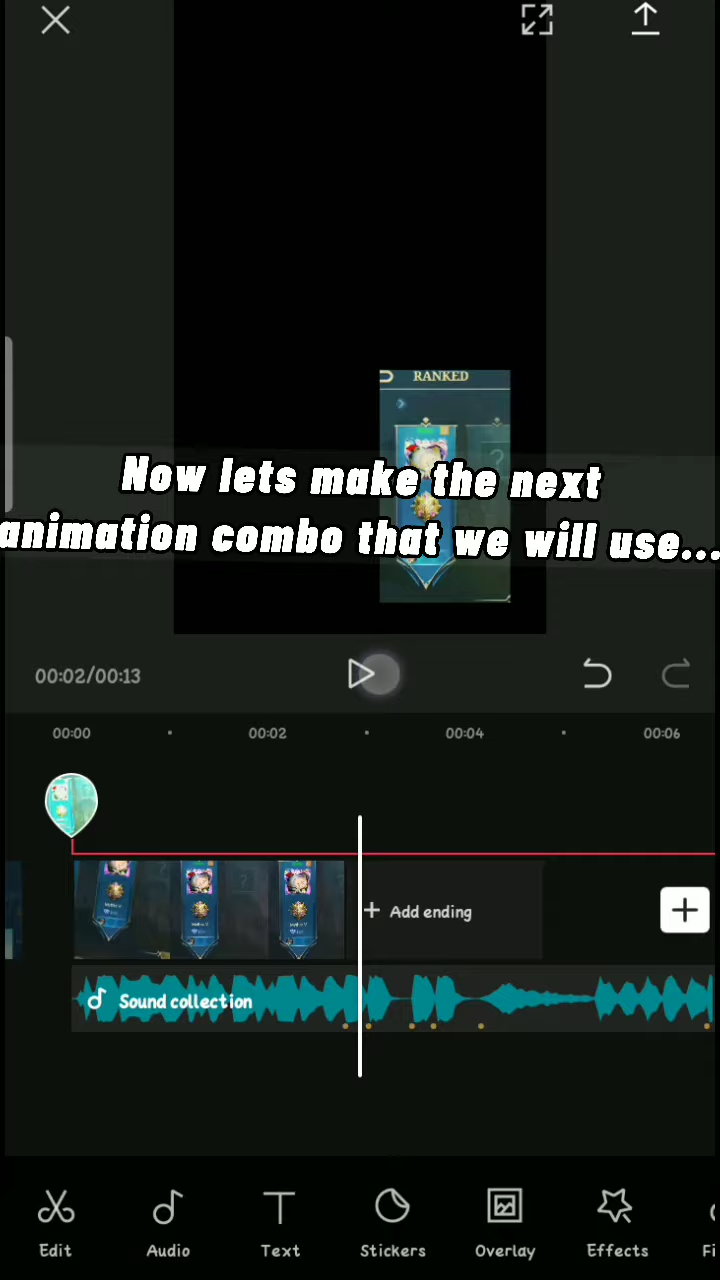 RANKED
Now lets make the next
animation combo that we will use...
00:02/00:13
00:00
00:02
00:04
00:06
+ Add ending
Sound collection
Edit
Audio
Text
Stickers
Overlay
Effects
Fi